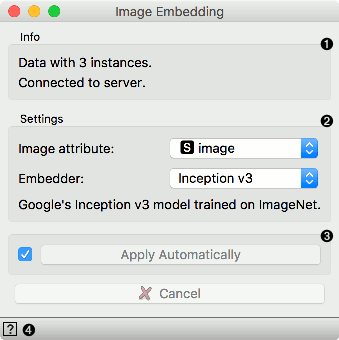 Image Embedding
Info
❶
Data with 3 instances.
Connected to server.
Settings
❷
Image attribute: S image
Embedder: Inception v3
Google's Inception v3 model trained on ImageNet.
❸
Apply Automatically
Cancel
? ❹